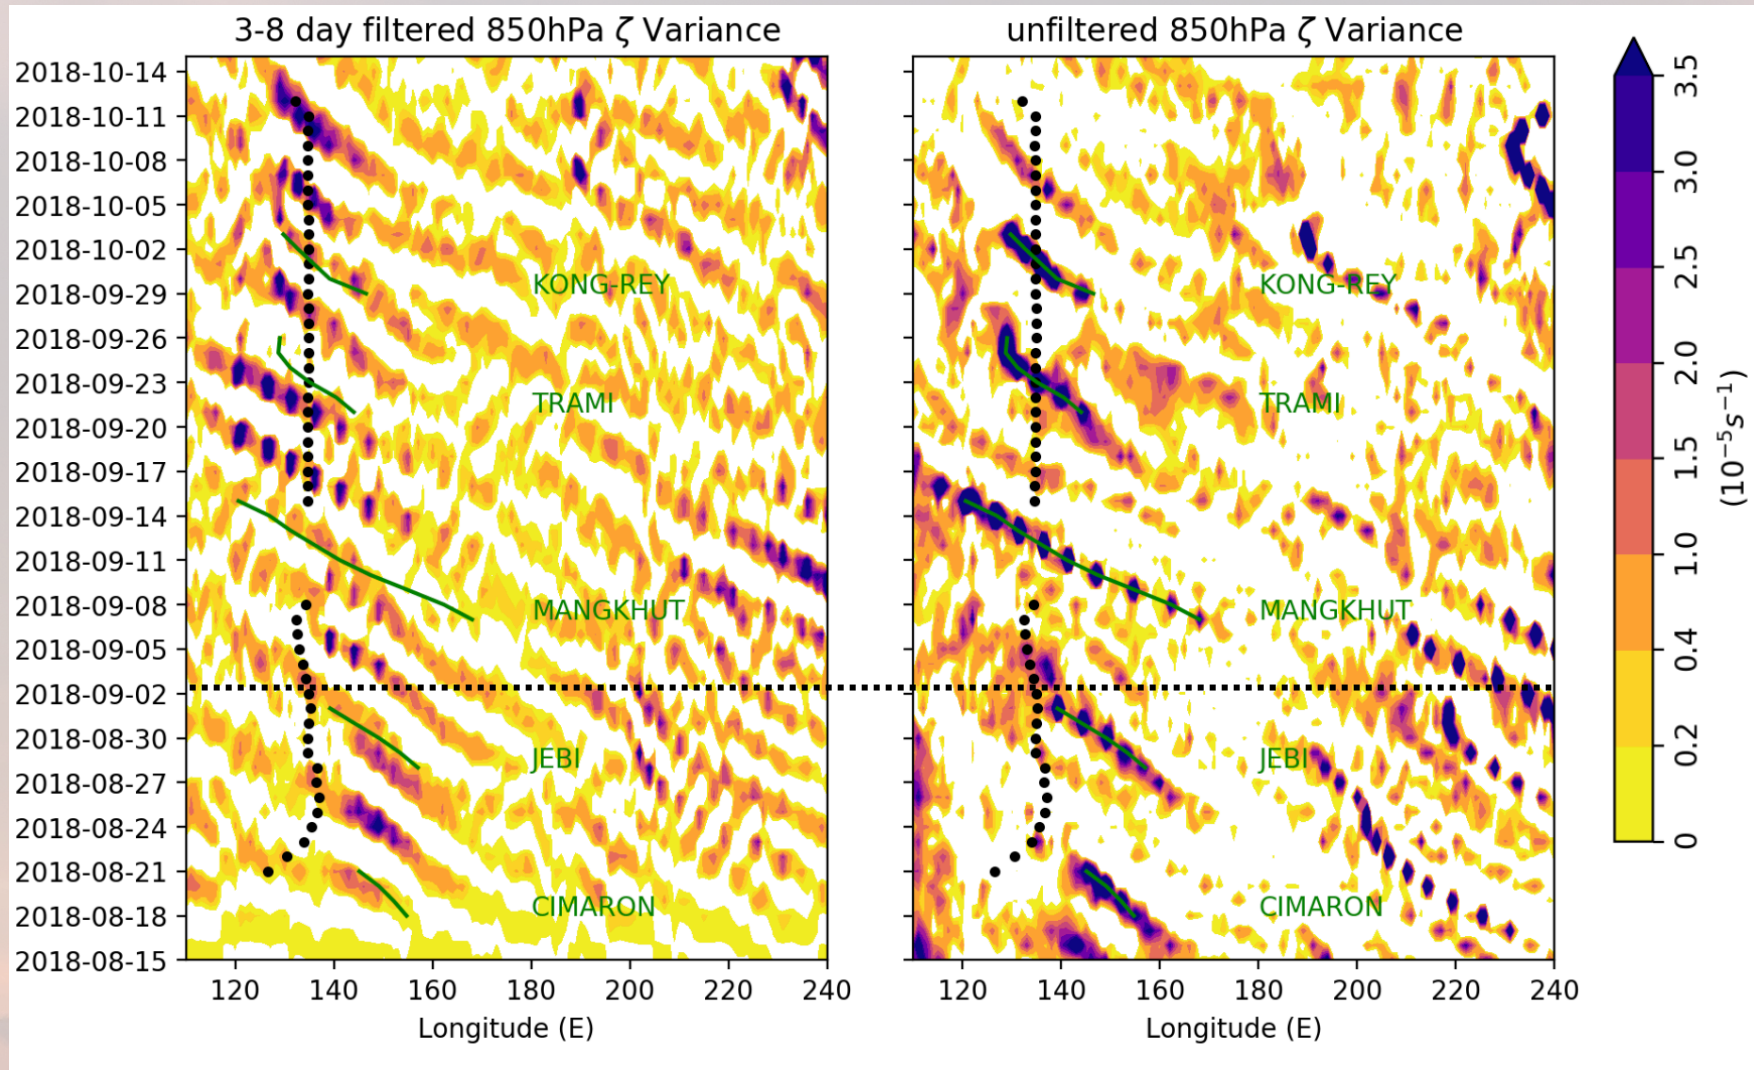 3-8 day filtered 850hPa ζ Variance
unfiltered 850hPa ζ Variance
2018-10-14
2018-10-11
2018-10-08
2018-10-05
2018-10-02
2018-09-29
2018-09-26
2018-09-23
2018-09-20
2018-09-17
2018-09-14
2018-09-11
2018-09-08
2018-09-05
2018-09-02
2018-08-30
2018-08-27
2018-08-24
2018-08-21
2018-08-18
2018-08-15
KONG-REY
TRAMI
MANGKHUT
JEBI
CIMARON
120 140 160 180 200 220 240
Longitude (E)
KONG-REY
TRAMI
MANGKHUT
JEBI
CIMARON
120 140 160 180 200 220 240
Longitude (E)
3.5
3.0
2.5
2.0
1.5
1.0
0.4
0.2
0
(10⁻⁵s⁻¹)